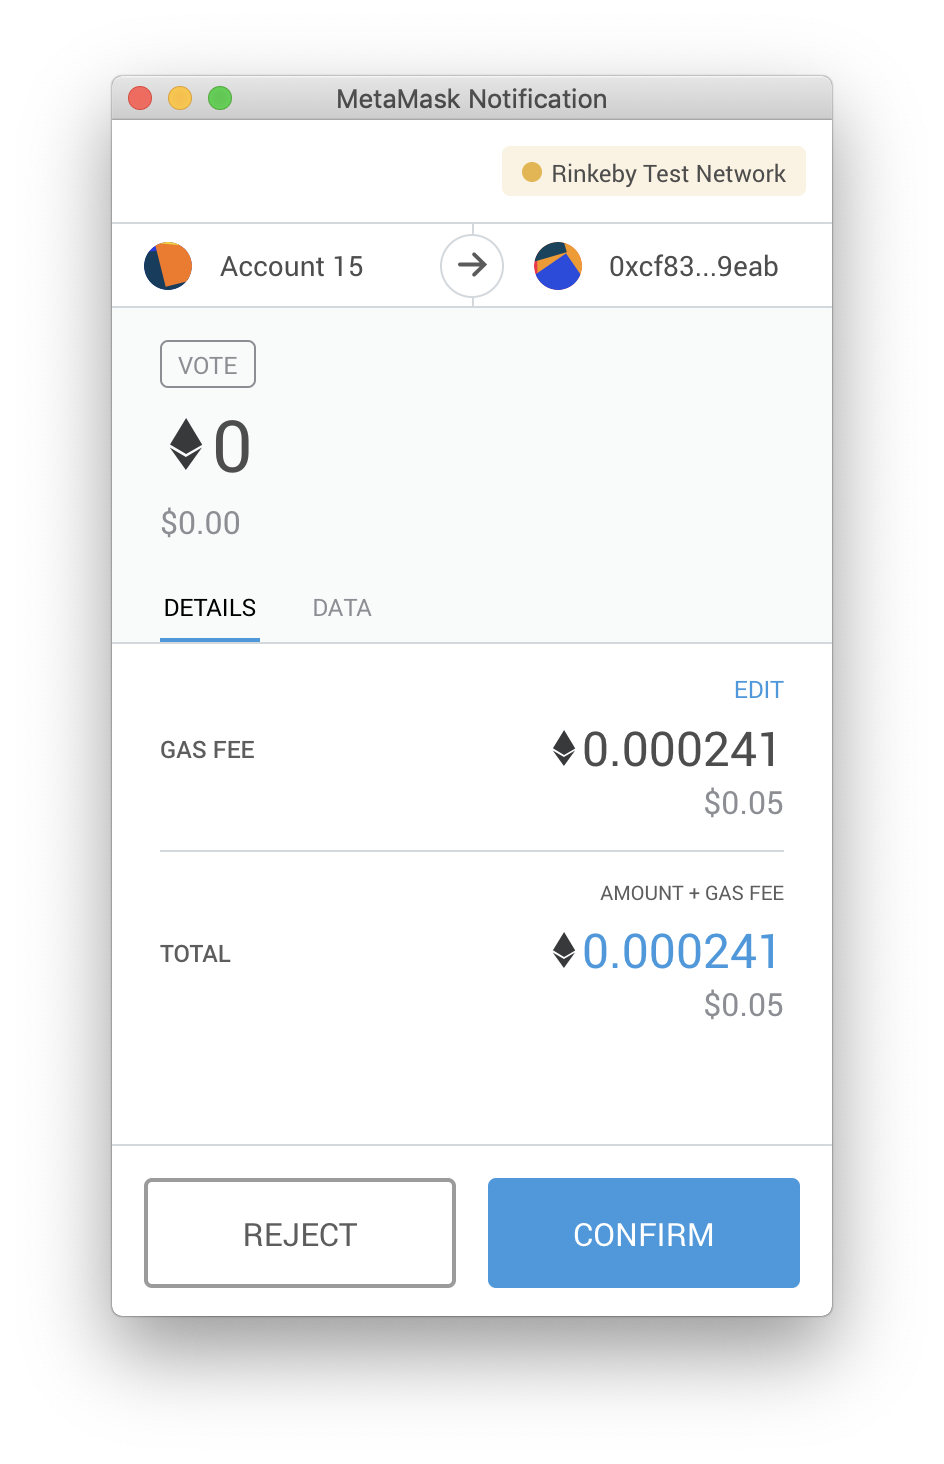 MetaMask Notification
Rinkeby Test Network
Account 15
0xcf83...9eab
VOTE
0
$0.00
DETAILS DATA
EDIT
GAS FEE 0.000241
$0.05
AMOUNT + GAS FEE
TOTAL 0.000241
$0.05
REJECT CONFIRM